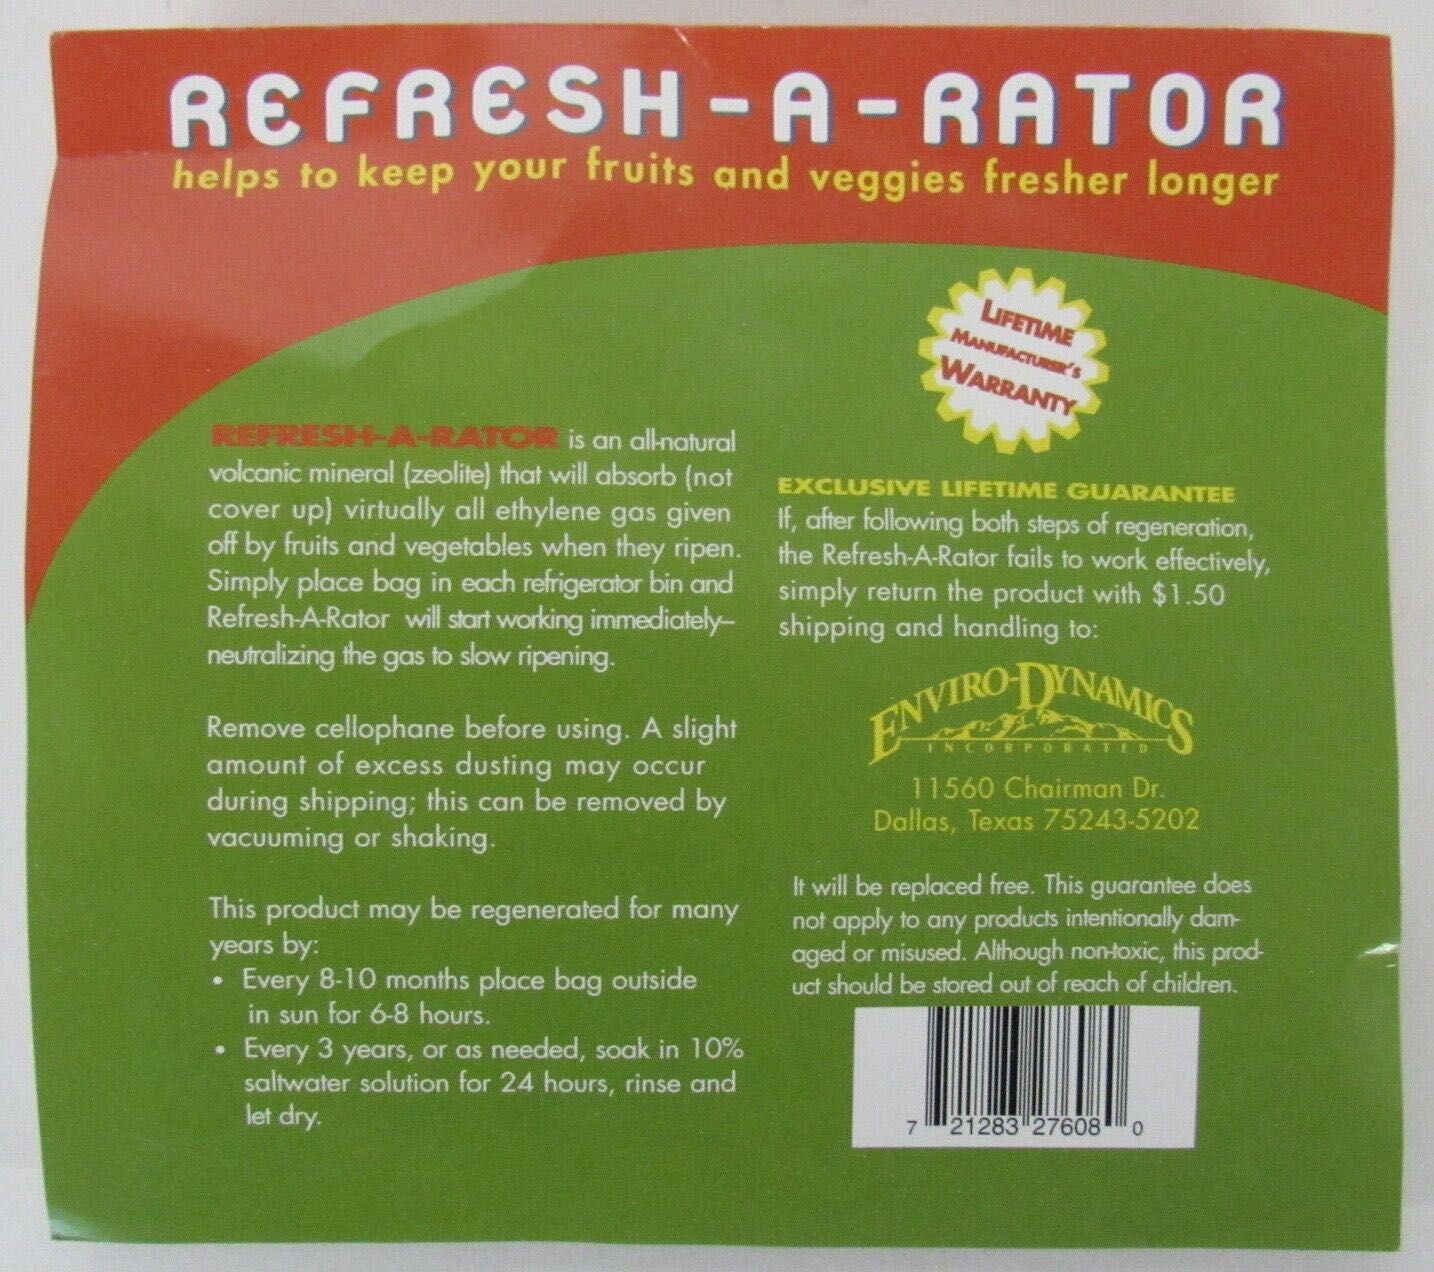 REFRESH-A-RATOR
helps to keep your fruits and veggies fresher longer
REFRESH-A-RATOR is an all-natural
volcanic mineral (zeolite) that will absorb (not
cover up) virtually all ethylene gas given
off by fruits and vegetables when they ripen.
Simply place bag in each refrigerator bin and
Refresh-A-Rator will start working immediately–
neutralizing the gas to slow ripening.
Remove cellophane before using. A slight
amount of excess dusting may occur
during shipping; this can be removed by
vacuuming or shaking.
This product may be regenerated for many
years by:
• Every 8-10 months place bag outside
in sun for 6-8 hours.
• Every 3 years, or as needed, soak in 10%
saltwater solution for 24 hours, rinse and
let dry.
LIFETIME
MANUFACTURER'S
WARRANTY
EXCLUSIVE LIFETIME GUARANTEE
If, after following both steps of regeneration,
the Refresh-A-Rator fails to work effectively,
simply return the product with $1.50
shipping and handling to:
ENVIRO-DYNAMICS
INCORPORATED
11560 Chairman Dr.
Dallas, Texas 75243-5202
It will be replaced free. This guarantee does
not apply to any products intentionally dam-
aged or misused. Although non-toxic, this prod-
uct should be stored out of reach of children.
7 21283 27608 0